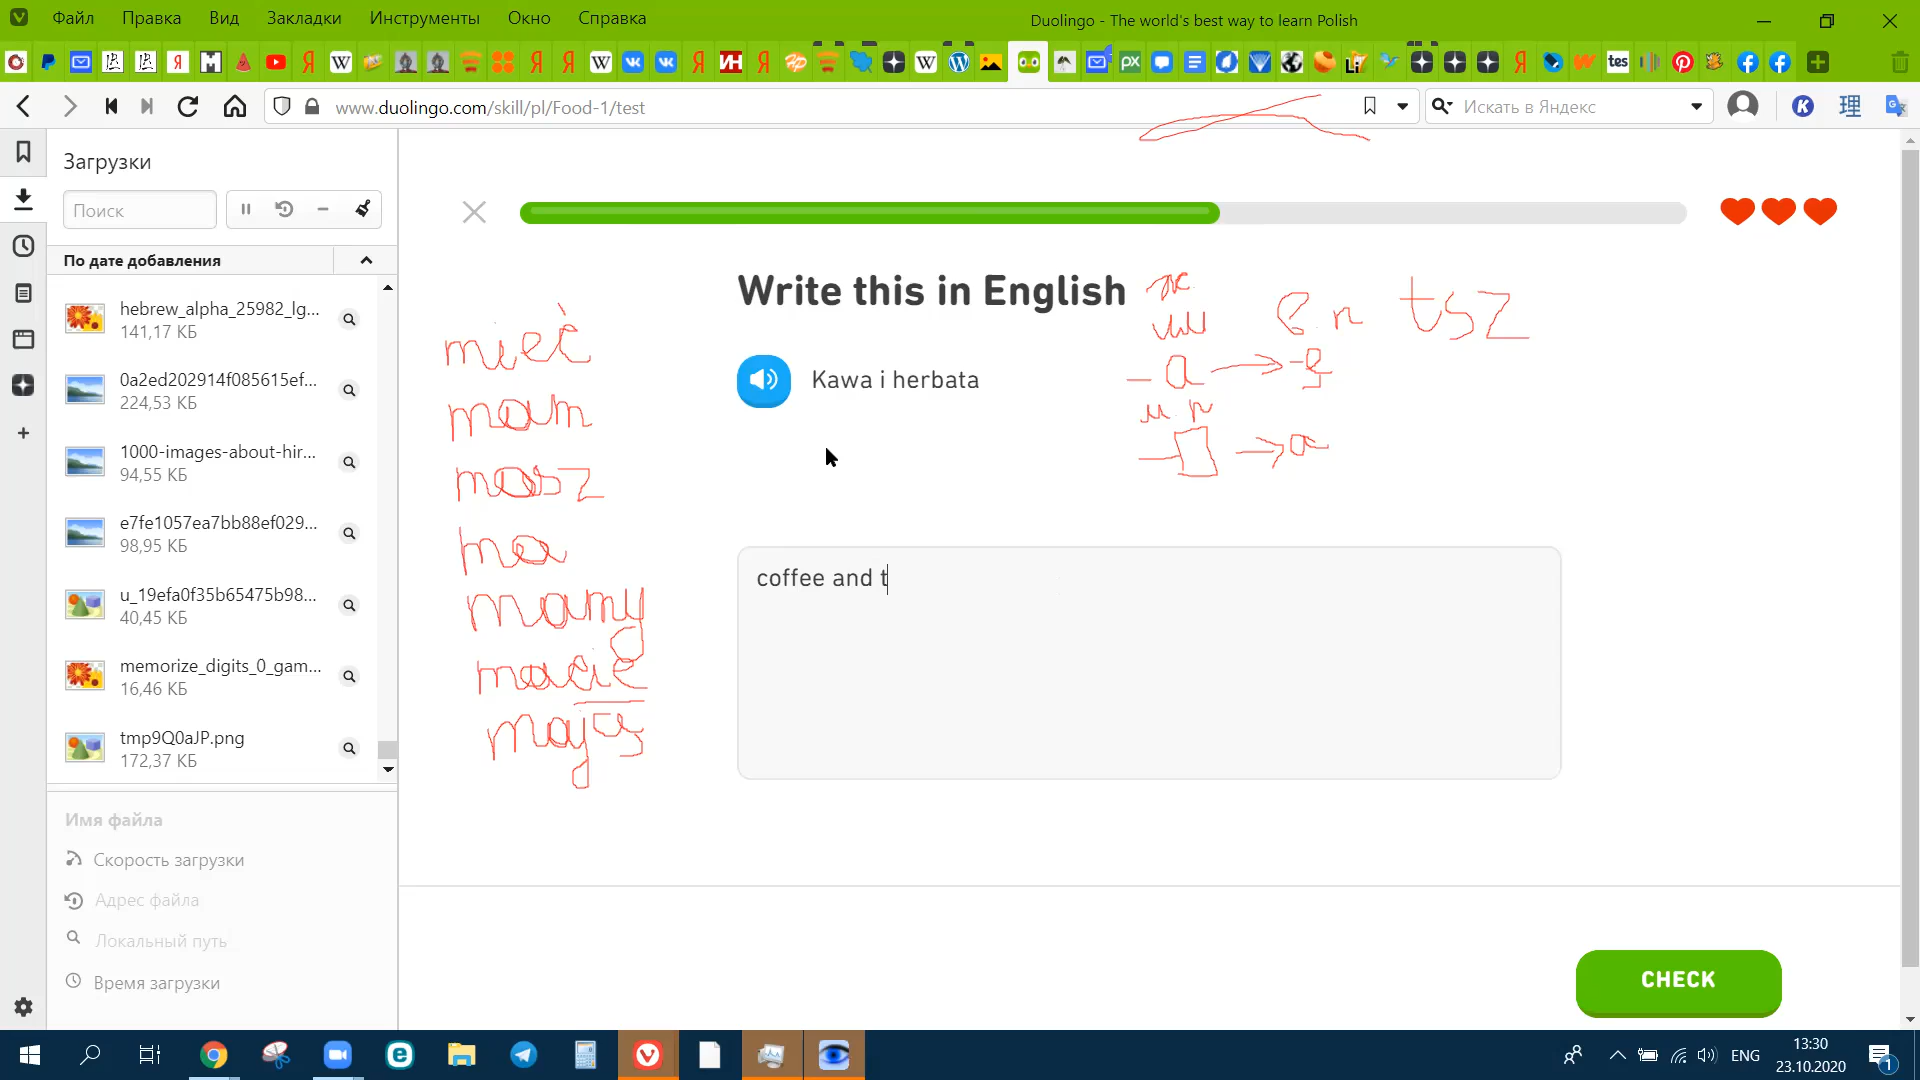 Файл Правка Вид Закладки Инструменты Окно Справка
Duolingo - The world's best way to learn Polish
www.duolingo.com/skill/pl/Food-1/test
Искать в Яндекс
Загрузки
Поиск
По дате добавления
hebrew_alpha_25982_lg...
141,17 КБ
0a2ed202914f085615ef...
224,53 КБ
1000-images-about-hir...
94,55 КБ
e7fe1057ea7bb88ef029...
98,95 КБ
u_19efa0f35b65475b98...
40,45 КБ
memorize_digits_0_gam...
16,46 КБ
tmp9Q0aJP.png
172,37 КБ
Имя файла
Скорость загрузки
Адрес файла
Локальный путь
Время загрузки
Write this in English
Kawa i herbata
coffee and t
CHECK
mieć
mam
masz
ma
mamy
macie
mają
ж
ш
en tsz
- a → -ę
→ a
ENG
13:30
23.10.2020
1